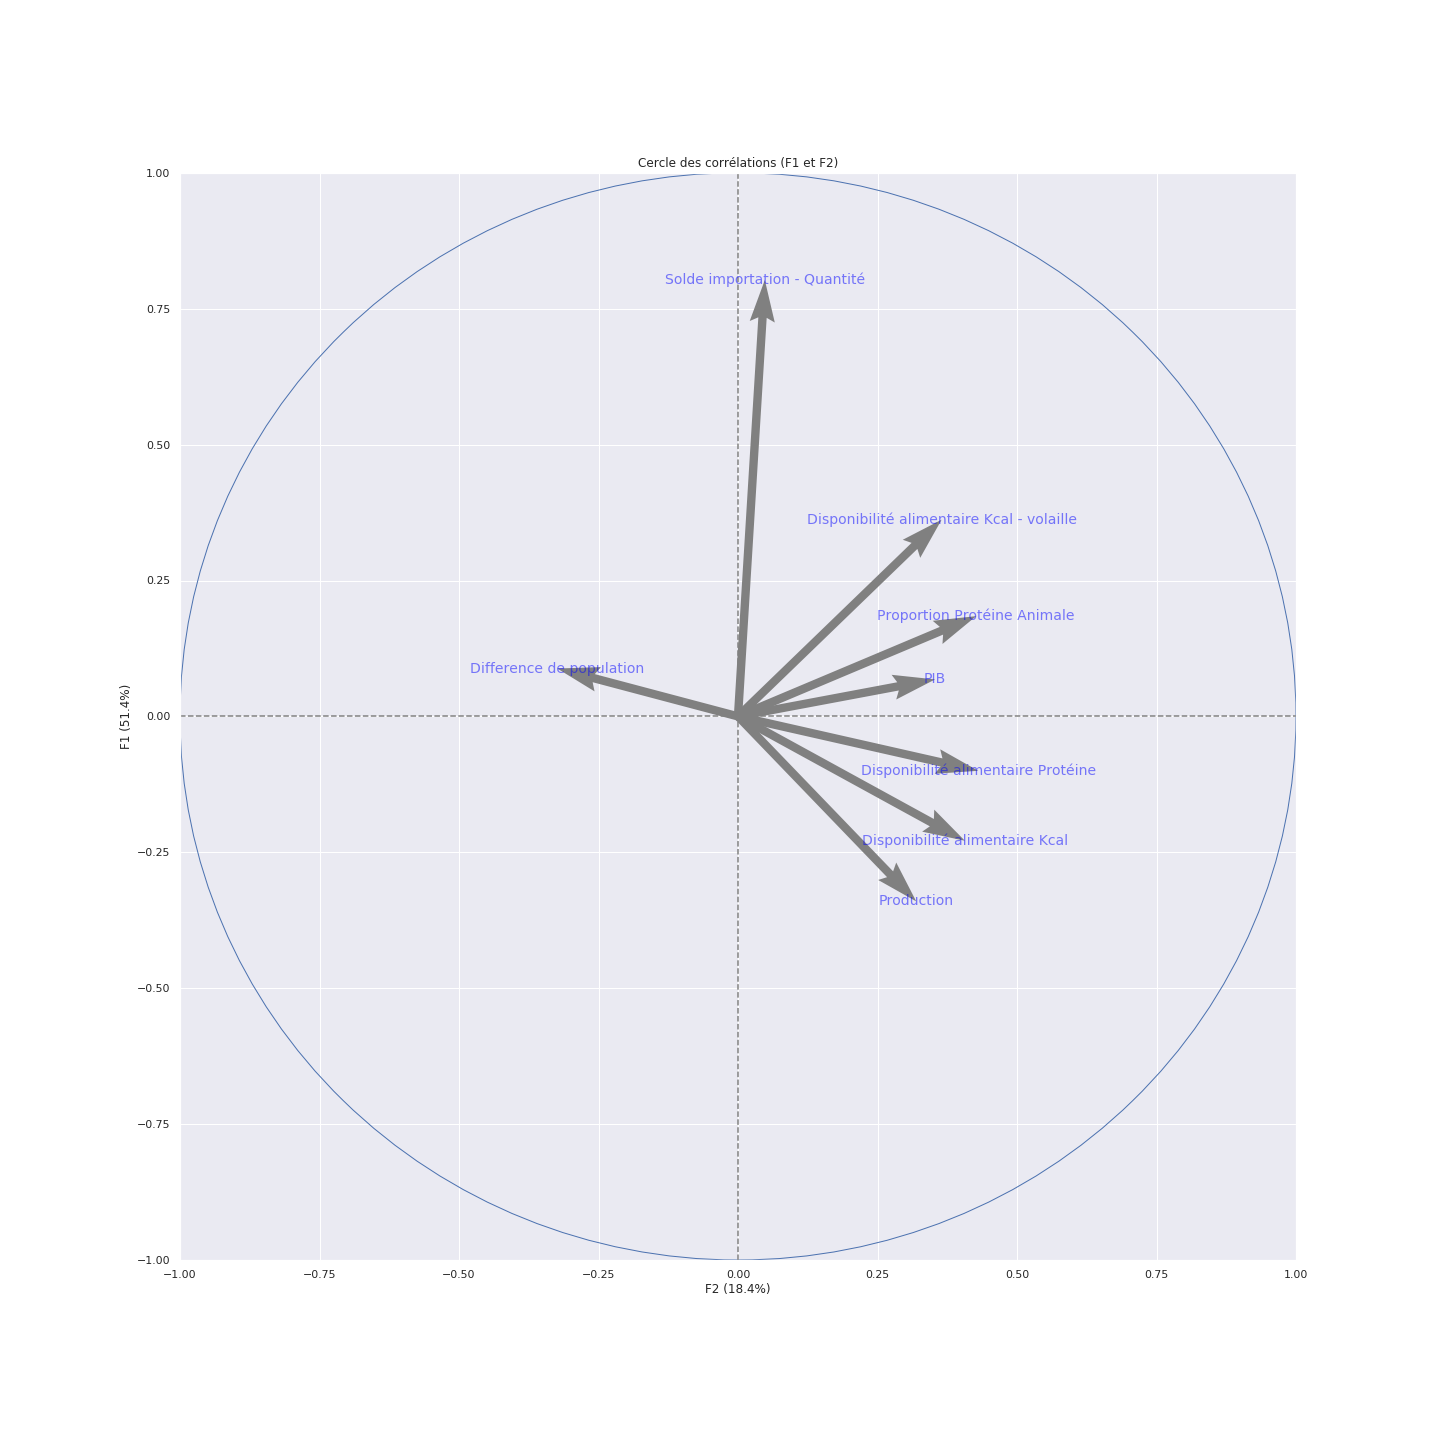 Cercle des corrélations (F1 et F2)
1.00
0.75
0.50
0.25
0.00
−0.25
−0.50
−0.75
−1.00
F1 (51.4%)
Solde importation - Quantité
Disponibilité alimentaire Kcal - volaille
Proportion Protéine Animale
Difference de population
PIB
Disponibilité alimentaire Protéine
Disponibilité alimentaire Kcal
Production
−1.00 −0.75 −0.50 −0.25 0.00 0.25 0.50 0.75 1.00
F2 (18.4%)